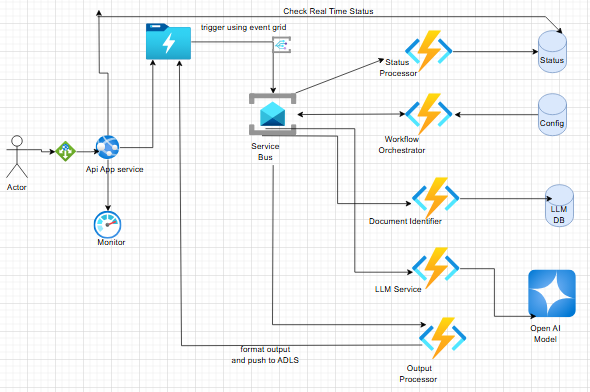 Check Real Time Status
trigger using event grid
Status
Processor
Status
Service
Bus
Workflow
Orchestrator
Config
Actor
Api App service
Document Identifier
LLM
DB
Monitor
LLM Service
Open AI
Model
format output
and push to ADLS
Output
Processor